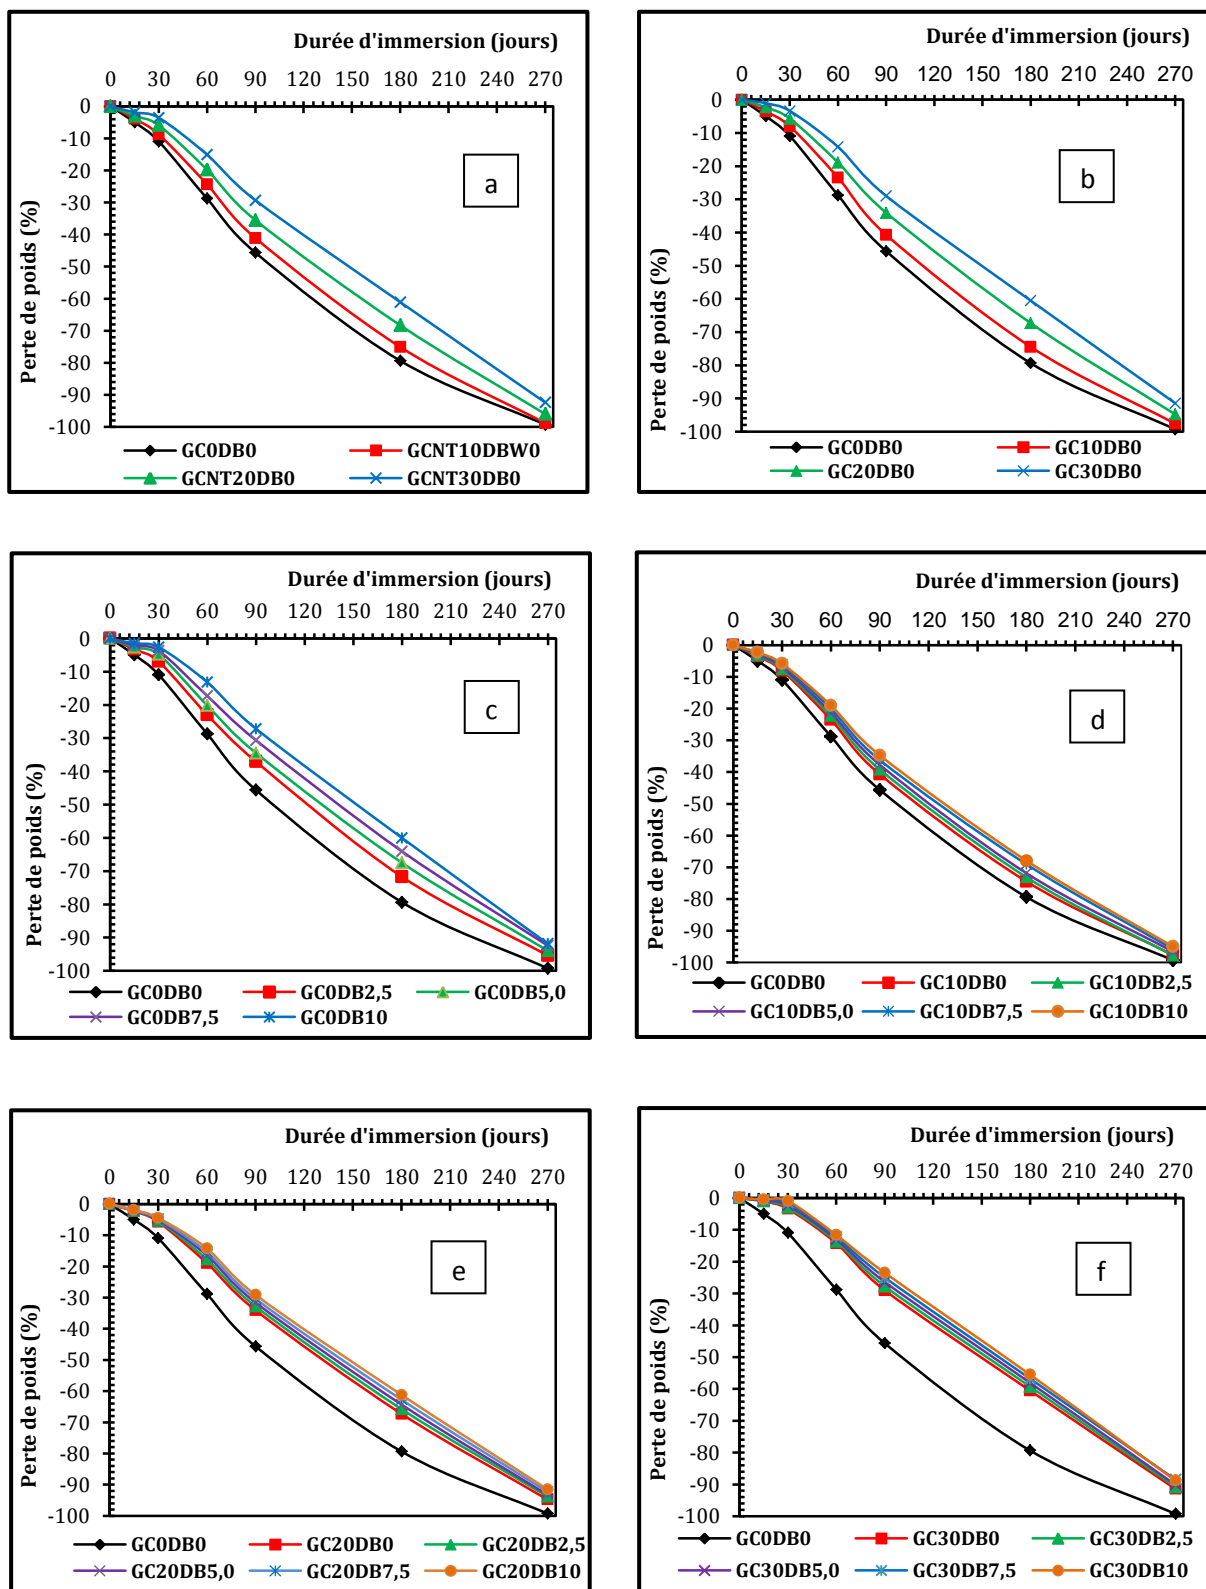 Durée d'immersion (jours)
0 30 60 90 120 150 180 210 240 270
0
-10
-20
-30
-40
-50
-60
-70
-80
-90
-100
Perte de poids (%)
a
GC0DB0 GCNT10DBW0
GCNT20DB0 GCNT30DB0
Durée d'immersion (jours)
0 30 60 90 120 150 180 210 240 270
0
-10
-20
-30
-40
-50
-60
-70
-80
-90
-100
Perte de poids (%)
b
GC0DB0 GC10DB0
GC20DB0 GC30DB0
Durée d'immersion (jours)
0 30 60 90 120 150 180 210 240 270
0
-10
-20
-30
-40
-50
-60
-70
-80
-90
-100
Perte de poids (%)
c
GC0DB0 GC0DB2,5 GC0DB5,0
GC0DB7,5 GC0DB10
Durée d'immersion (jours)
0 30 60 90 120 150 180 210 240 270
0
-10
-20
-30
-40
-50
-60
-70
-80
-90
-100
Perte de poids (%)
d
GC0DB0 GC10DB0 GC10DB2,5
GC10DB5,0 GC10DB7,5 GC10DB10
Durée d'immersion (jours)
0 30 60 90 120 150 180 210 240 270
0
-10
-20
-30
-40
-50
-60
-70
-80
-90
-100
Perte de poids (%)
e
GC0DB0 GC20DB0 GC20DB2,5
GC20DB5,0 GC20DB7,5 GC20DB10
Durée d'immersion (jours)
0 30 60 90 120 150 180 210 240 270
0
-10
-20
-30
-40
-50
-60
-70
-80
-90
-100
Perte de poids (%)
f
GC0DB0 GC30DB0 GC30DB2,5
GC30DB5,0 GC30DB7,5 GC30DB10